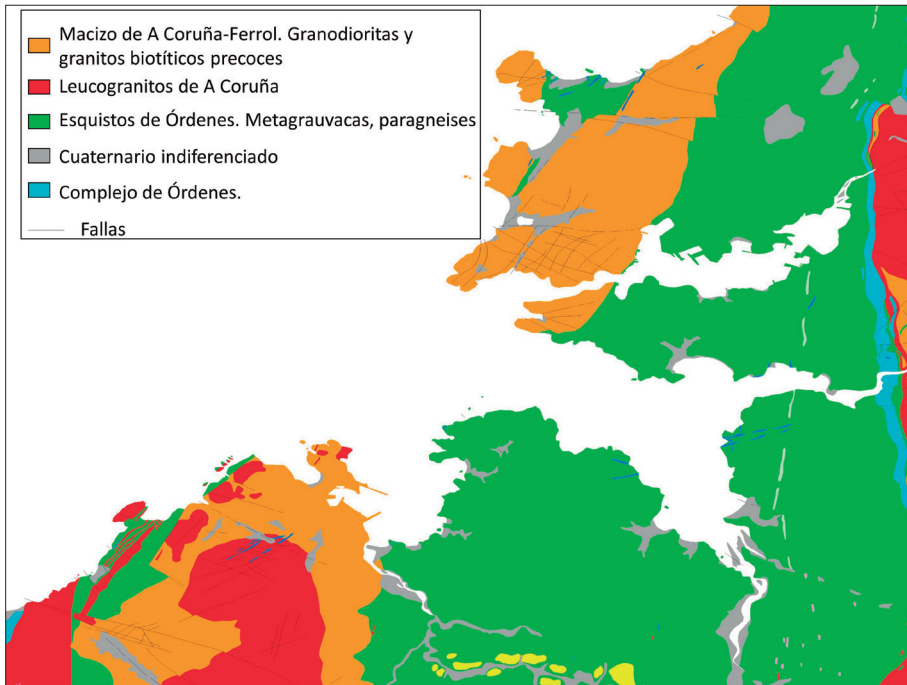 Macizo de A Coruña-Ferrol. Granodioritas y
granitos biotíticos precoces
Leucogranitos de A Coruña
Esquistos de Órdenes. Metagrauvacas, paragneises
Cuaternario indiferenciado
Complejo de Órdenes.
Fallas